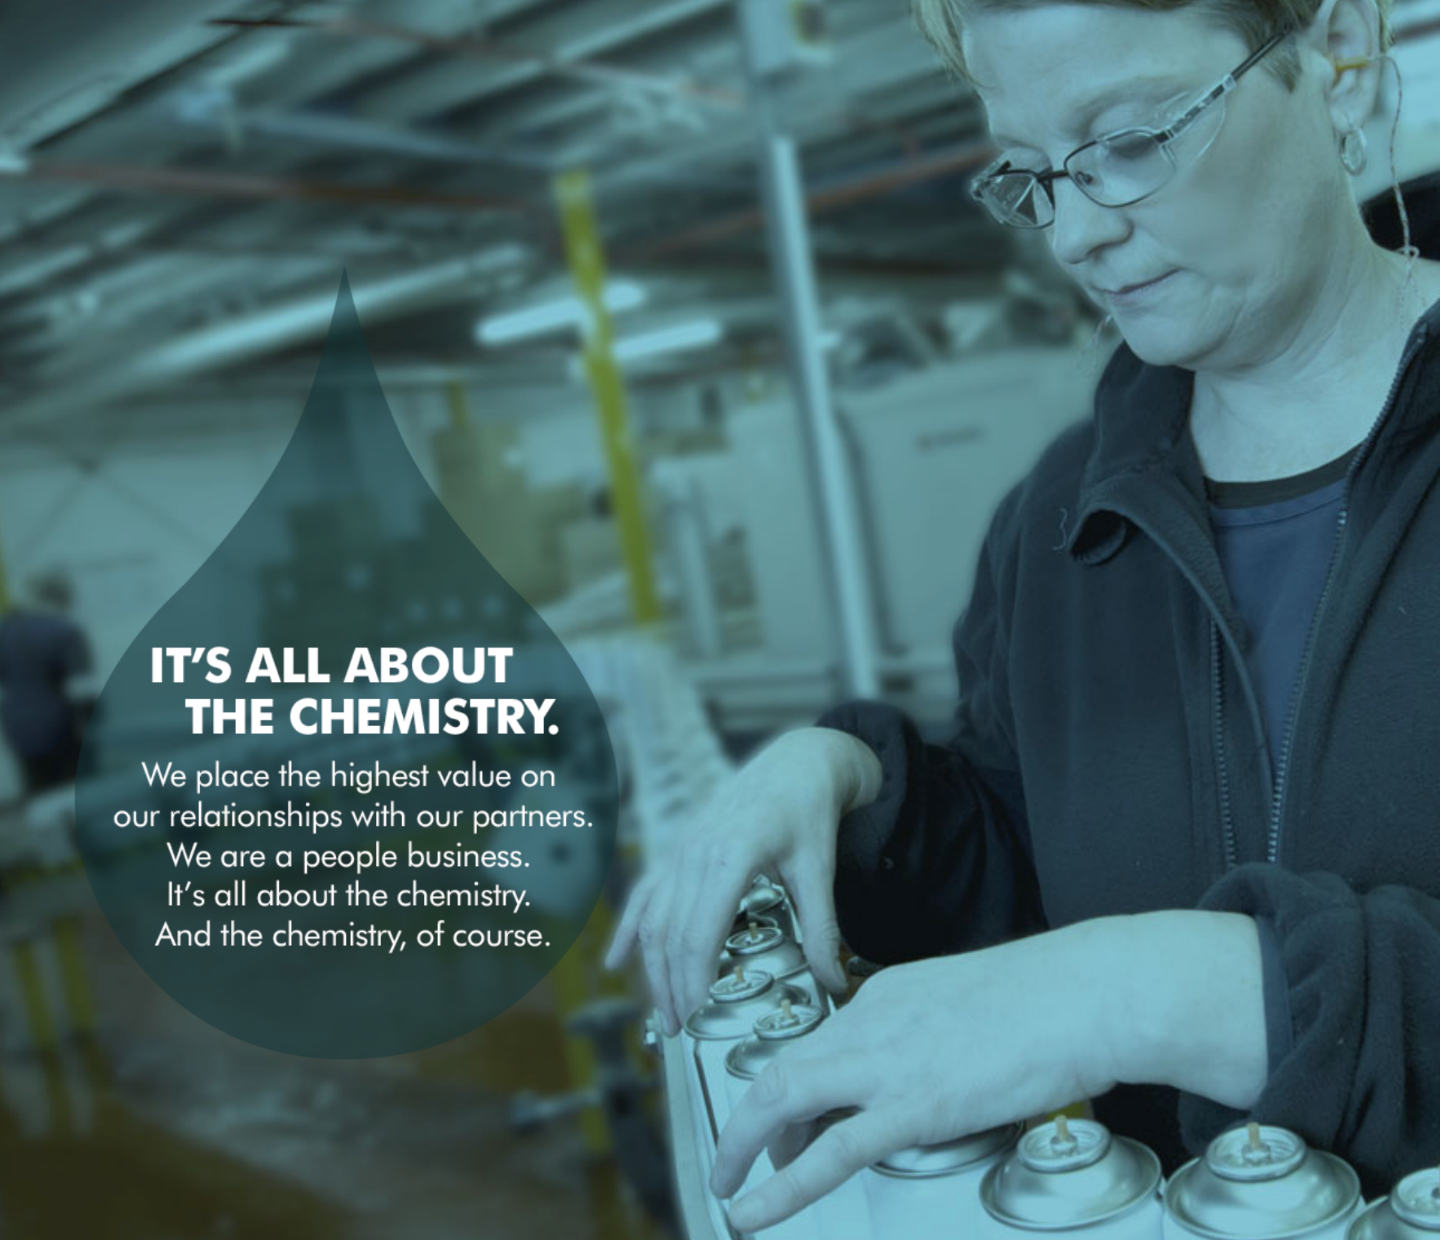 IT'S ALL ABOUT
THE CHEMISTRY.
We place the highest value on
our relationships with our partners.
We are a people business.
It's all about the chemistry.
And the chemistry, of course.